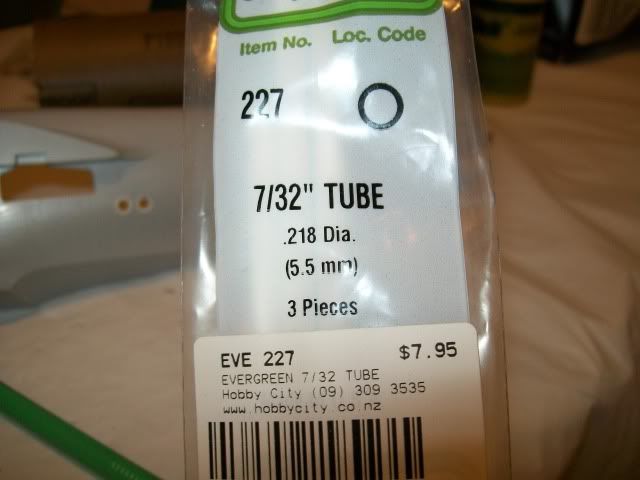 Item No. Loc. Code
227
7/32" TUBE
.218 Dia.
(5.5 mm)
3 Pieces
EVE 227 $7.95
EVERGREEN 7/32 TUBE
Hobby City (09) 309 3535
www.hobbycity.co.nz